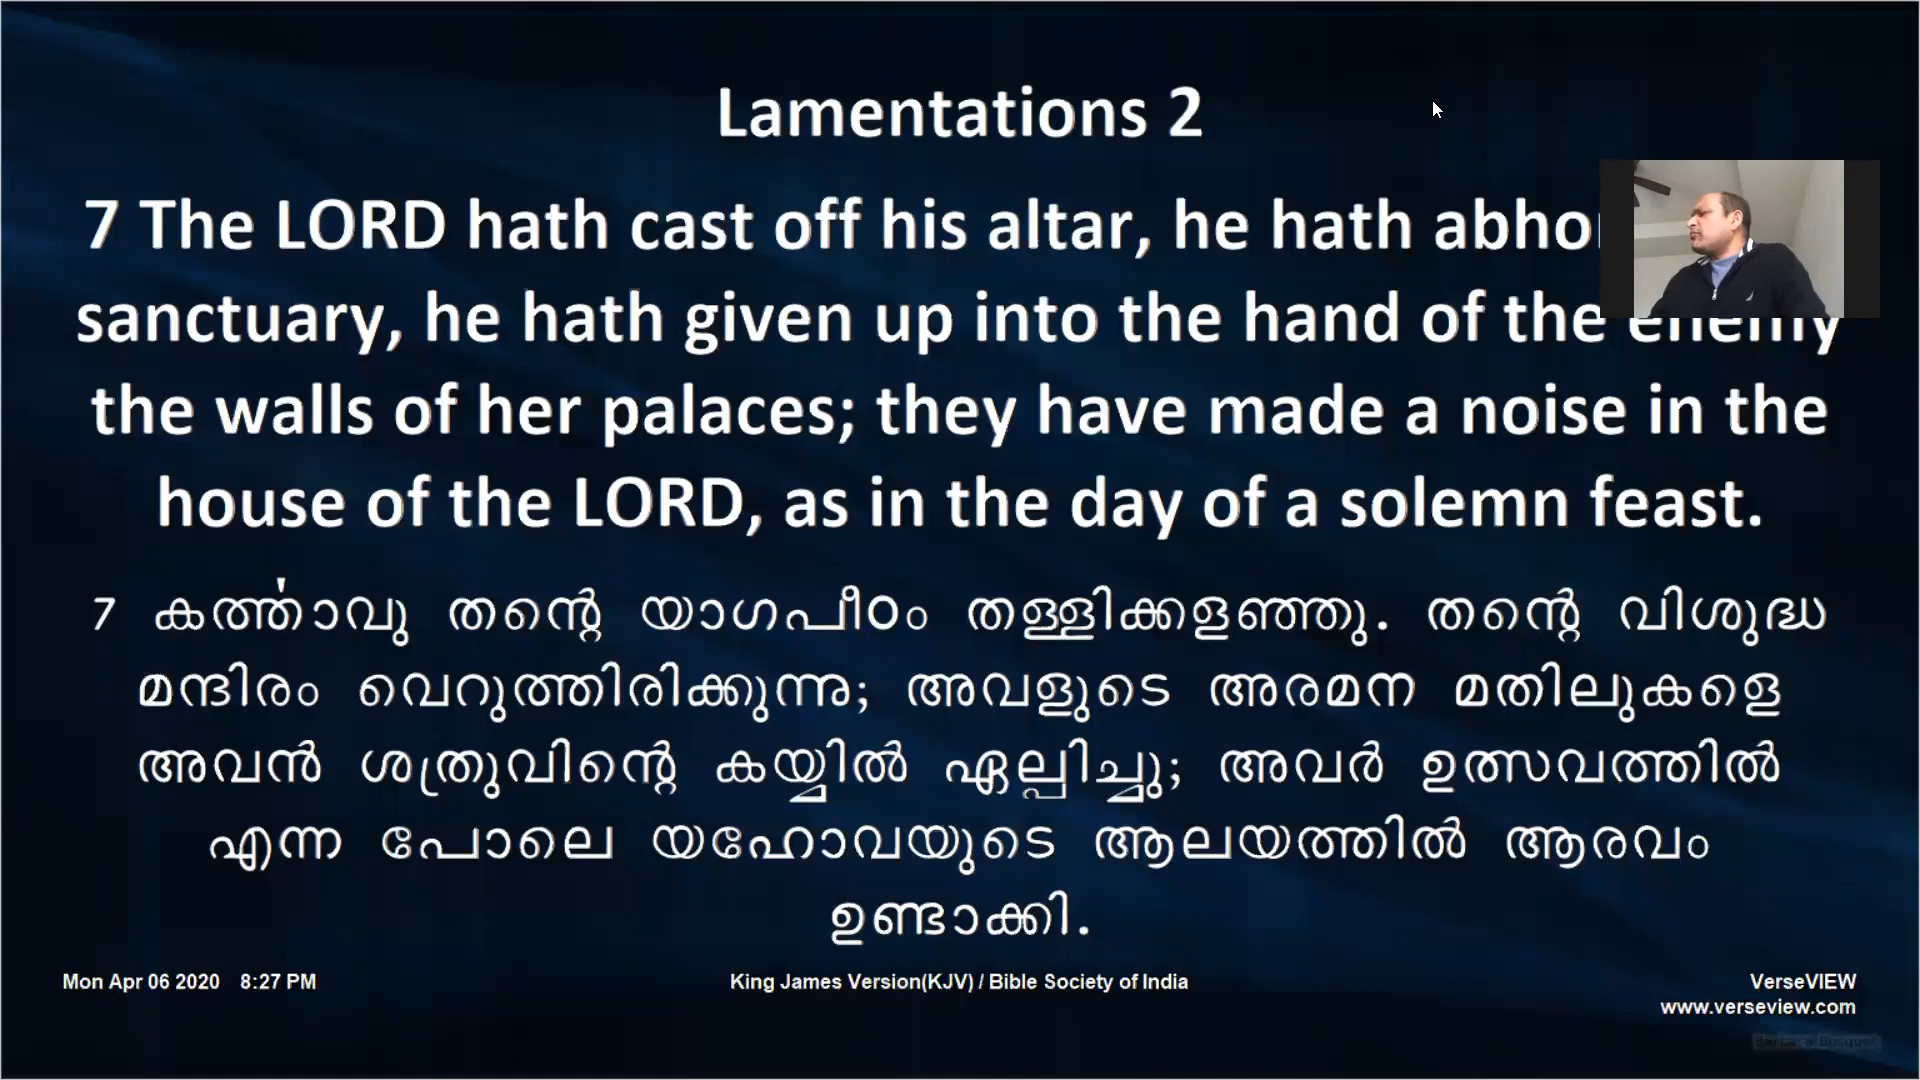 Lamentations 2
7 The LORD hath cast off his altar, he hath
sanctuary, he hath given up into the hand of the enemy
the walls of her palaces; they have made a noise in the
house of the LORD, as in the day of a solemn feast.
7 കർത്താവു തന്റെ യാഗപീഠം തള്ളിക്കളഞ്ഞു. തന്റെ വിശുദ്ധ
മന്ദിരം വെറുത്തിരിക്കുന്നു; അവളുടെ അരമന മതിലുകളെ
അവൻ ശത്രുവിന്റെ കയ്യിൽ ഏല്പിച്ചു; അവർ ഉത്സവത്തിൽ
എന്ന പോലെ യഹോവയുടെ ആലയത്തിൽ ആരവം
ഉണ്ടാക്കി.
Mon Apr 06 2020 8:27 PM
King James Version(KJV) / Bible Society of India
VerseVIEW
www.verseview.com